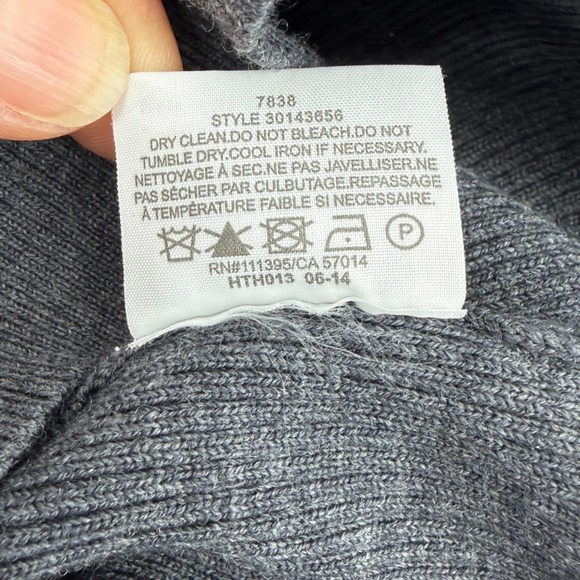 7838
STYLE 30143656
DRY CLEAN.DO NOT BLEACH.DO NOT
TUMBLE DRY.COOL IRON IF NECESSARY.
NETTOYAGE À SEC.NE PAS JAVELLISER.NE
PAS SÉCHER PAR CULBUTAGE.REPASSAGE
À TEMPÉRATURE FAIBLE SI NECESSAIRE.
P
RN#111395/CA 57014
HTH013 06-14